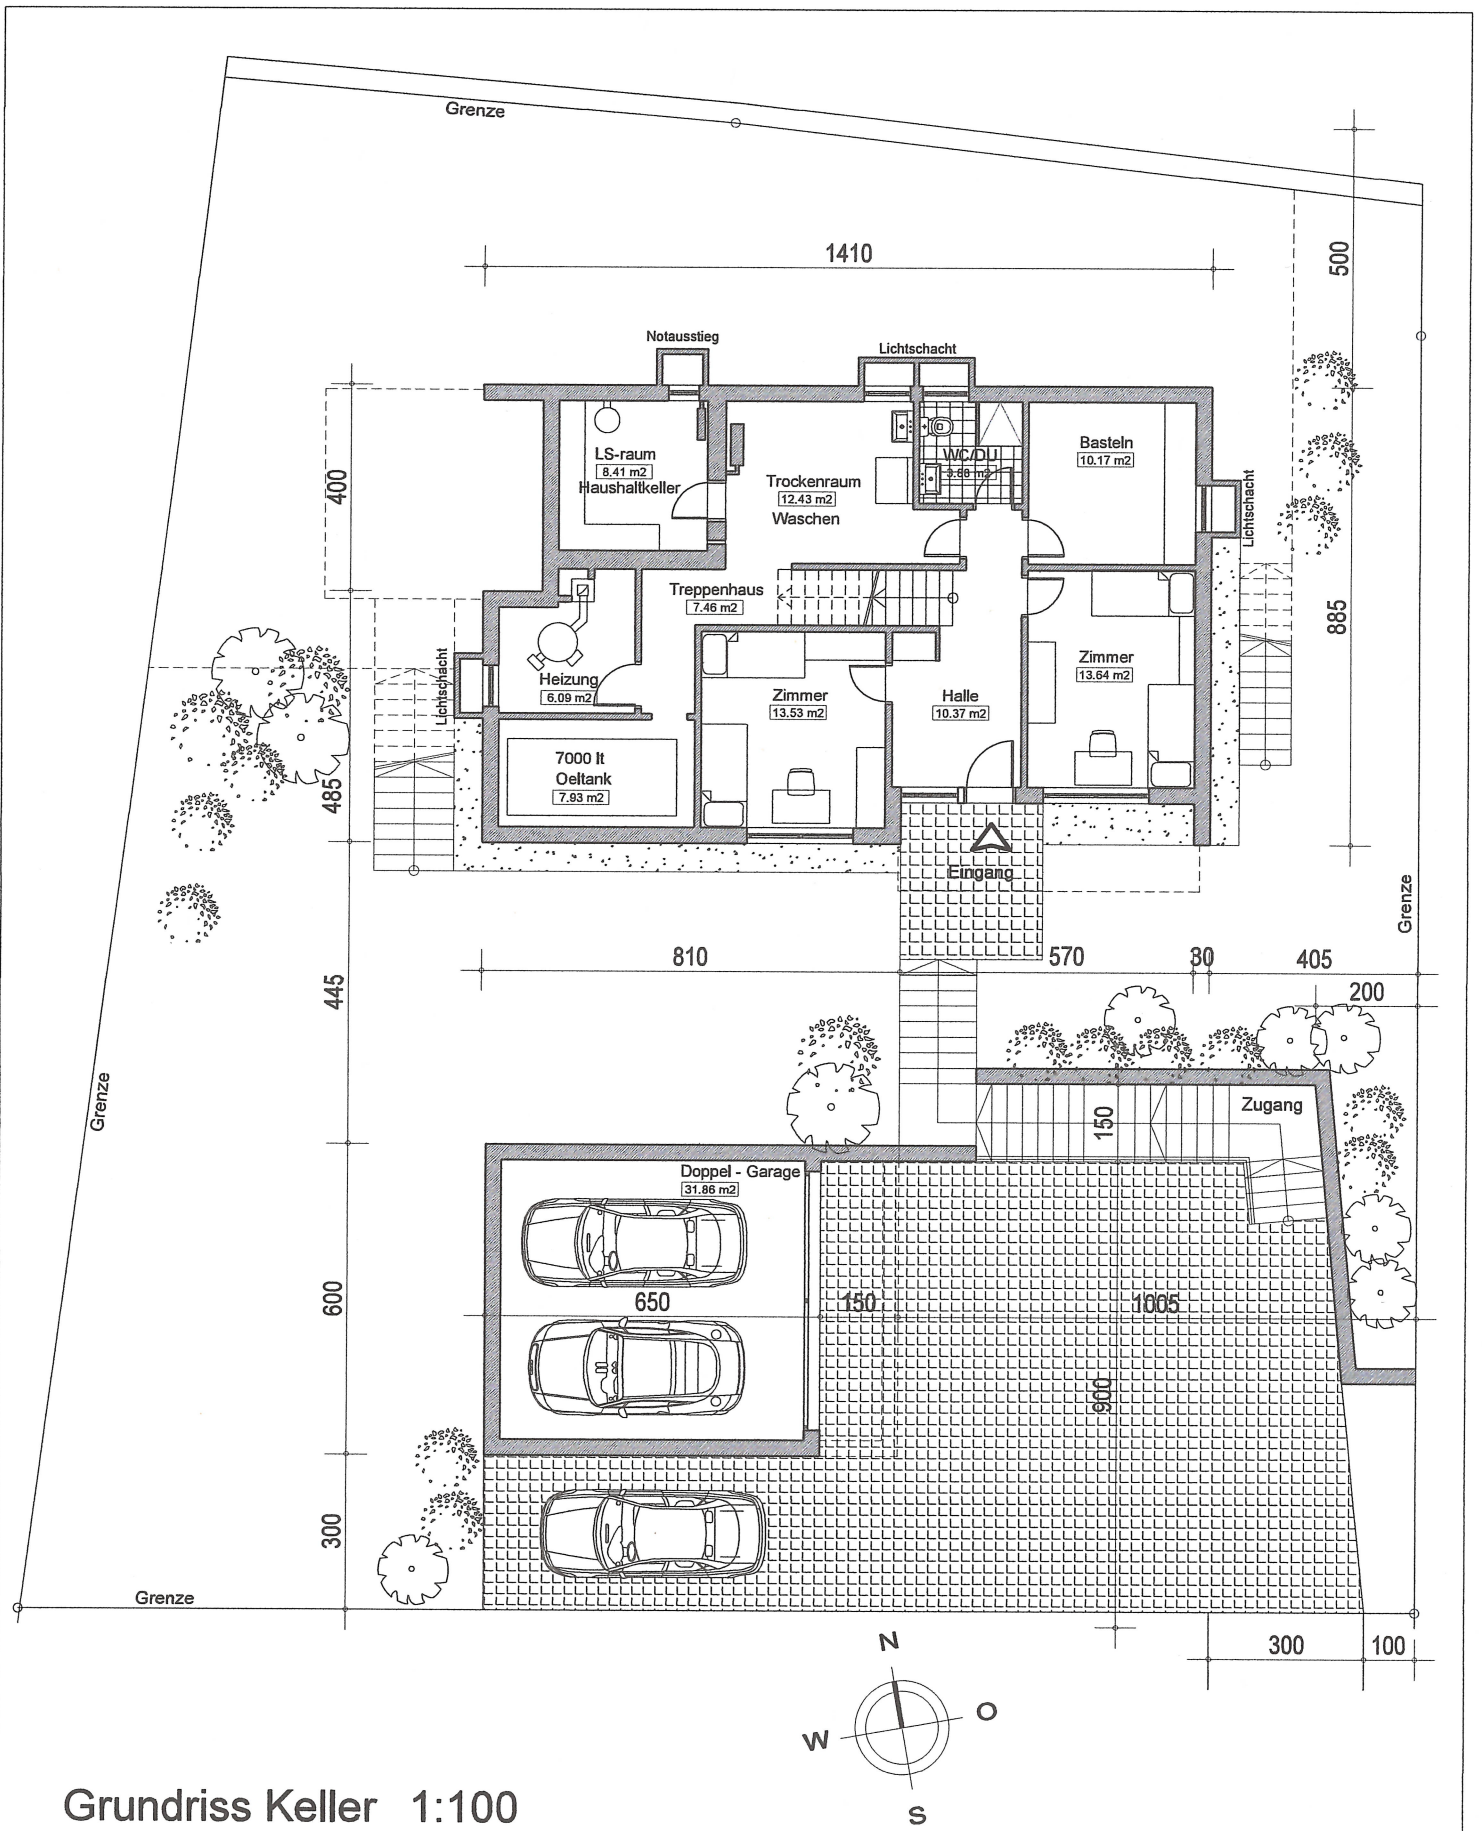 Grenze
1410
500
Notausstieg
Lichtschacht
LS-raum
8.41 m2
Haushaltkeller
Trockenraum
12.43 m2
Waschen
WC/DU
Basteln
10.17 m2
Lichtschacht
400
Treppenhaus
7.46 m2
885
Lichtschacht
Heizung
6.09 m2
Zimmer
13.53 m2
Halle
10.37 m2
Zimmer
13.64 m2
7000 lt
Oeltank
7.93 m2
485
Eingang
Grenze
810
570
30
405
200
445
Grenze
150
Zugang
Doppel - Garage
31.86 m2
600
650
150
1005
900
300
Grenze
300
100
N
W
O
S
Grundriss Keller 1:100